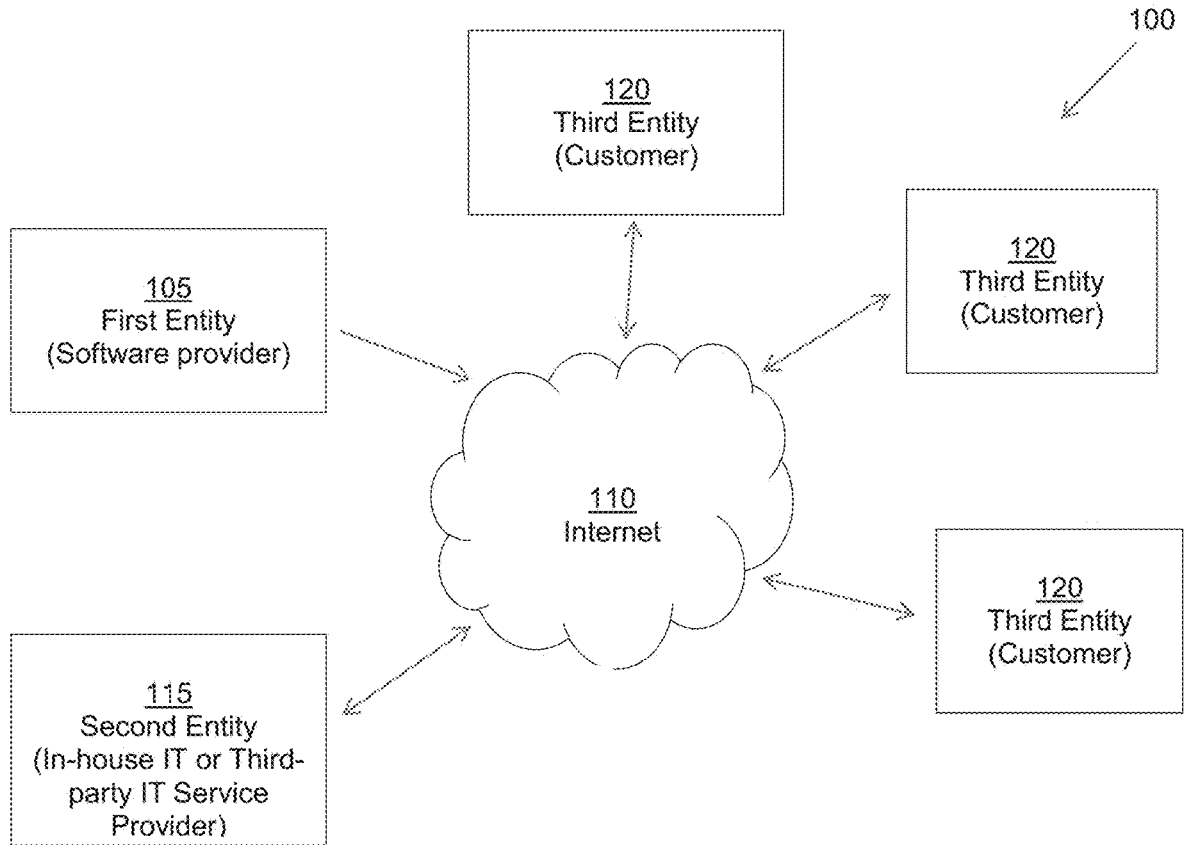 100
120
Third Entity
(Customer)
120
Third Entity
(Customer)
105
First Entity
(Software provider)
110
Internet
120
Third Entity
(Customer)
115
Second Entity
(In-house IT or Third-
party IT Service
Provider)